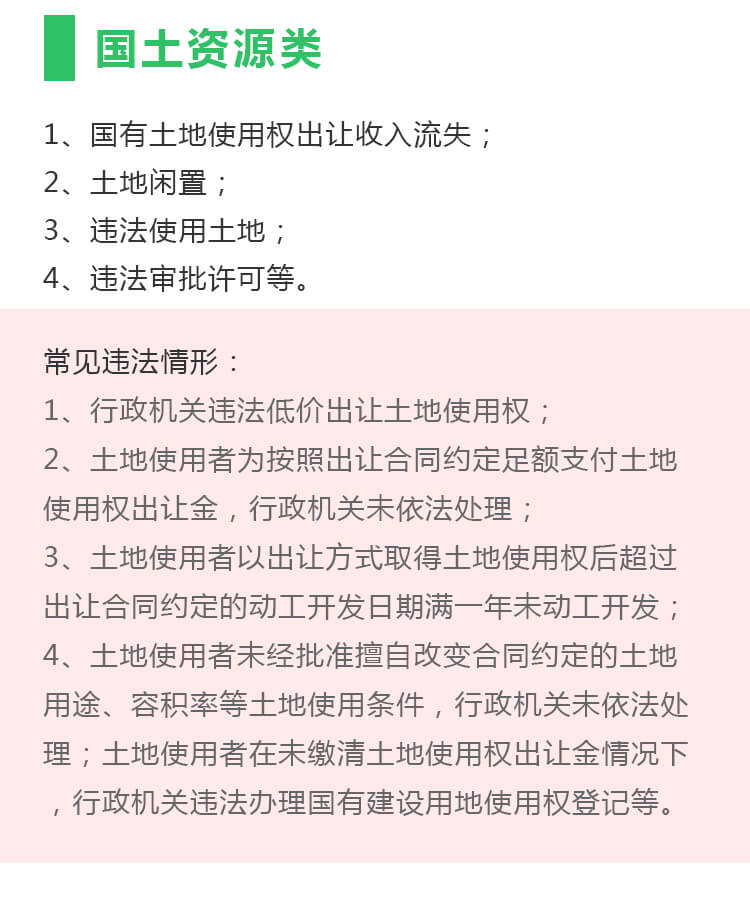 国土资源类
1、国有土地使用权出让收入流失；
2、土地闲置；
3、违法使用土地；
4、违法审批许可等。
常见违法情形：
1、行政机关违法低价出让土地使用权；
2、土地使用者为按照出让合同约定足额支付土地
使用权出让金，行政机关未依法处理；
3、土地使用者以出让方式取得土地使用权后超过
出让合同约定的动工开发日期满一年未动工开发；
4、土地使用者未经批准擅自改变合同约定的土地
用途、容积率等土地使用条件，行政机关未依法处
理；土地使用者在未缴清土地使用权出让金情况下
，行政机关违法办理国有建设用地使用权登记等。